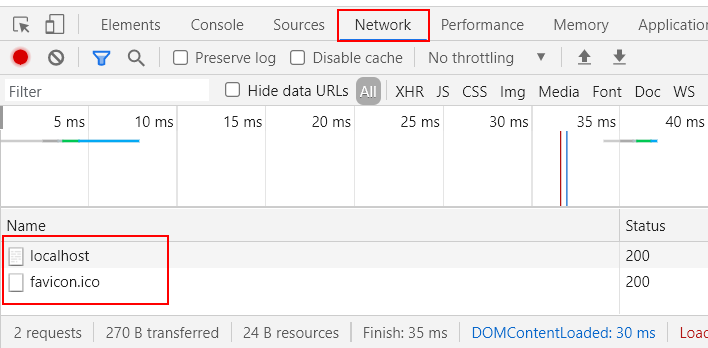 Elements Console Sources Network Performance Memory Application
Preserve log Disable cache No throttling
Filter Hide data URLs All XHR JS CSS Img Media Font Doc WS
5 ms 10 ms 15 ms 20 ms 25 ms 30 ms 35 ms 40 ms
Name Status
localhost 200
favicon.ico 200
2 requests 270 B transferred 24 B resources Finish: 35 ms DOMContentLoaded: 30 ms Load